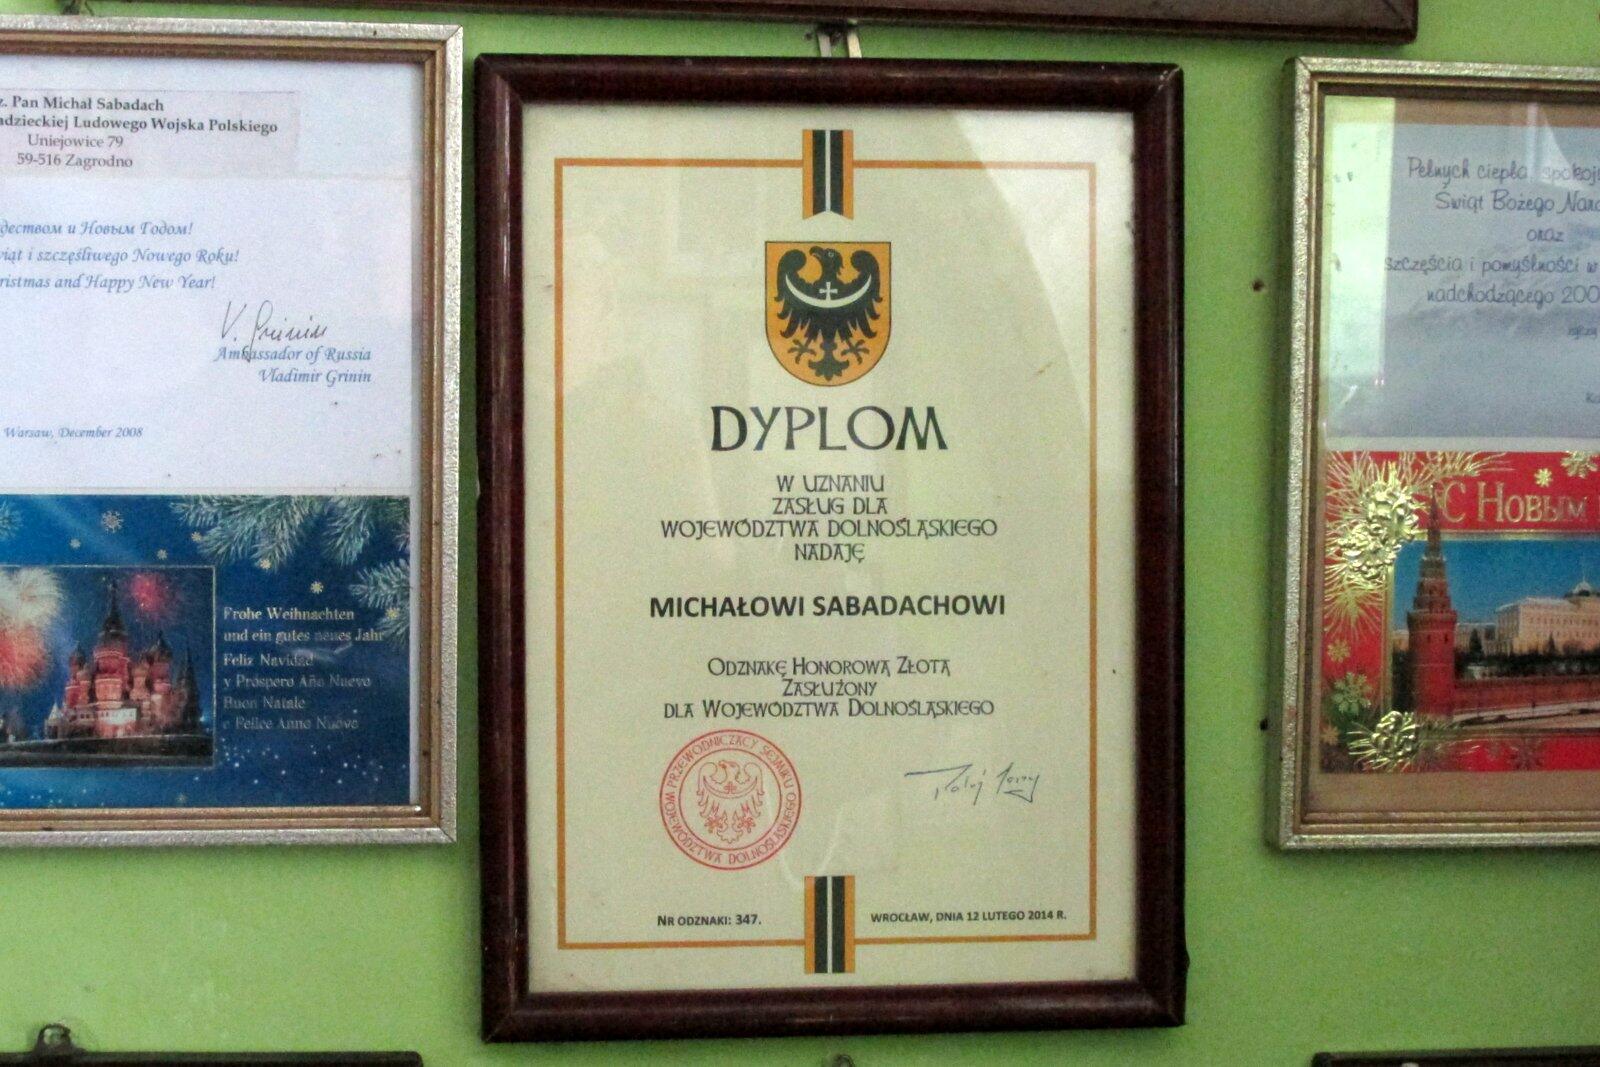 z. Pan Michał Sabadach
dzieckiej Ludowego Wojska Polskiego
Uniejowice 79
59-516 Zagrodno
деством и Новым Годом!
wiąt i szczęśliwego Nowego Roku!
ristmas and Happy New Year!
V. Grinin
Ambassador of Russia
Vladimir Grinin
Warsaw, December 2008
Frohe Weihnachten
und ein gutes neues Jahr
Feliz Navidad
y Próspero Año Nuevo
Buon Natale
e Felice Anno Nuovo
DYPLOM
W UZNANIU
ZASŁUG DLA
WOJEWÓDZTWA DOLNOŚLĄSKIEGO
NADAJĘ
MICHAŁOWI SABADACHOWI
ODZNAKĘ HONOROWĄ ZŁOTĄ
ZASŁUŻONY
DLA WOJEWÓDZTWA DOLNOŚLĄSKIEGO
PRZEWODNICZĄCY SEJMIKU WOJEWÓDZTWA DOLNOŚLĄSKIEGO
NR ODZNAKI: 347.
WROCŁAW, DNIA 12 LUTEGO 2014 R.
Pełnych ciepła, spokoj
Świąt Bożego Naro
oraz
szczęścia i pomyślności w
nadchodzącego 200
С Новым